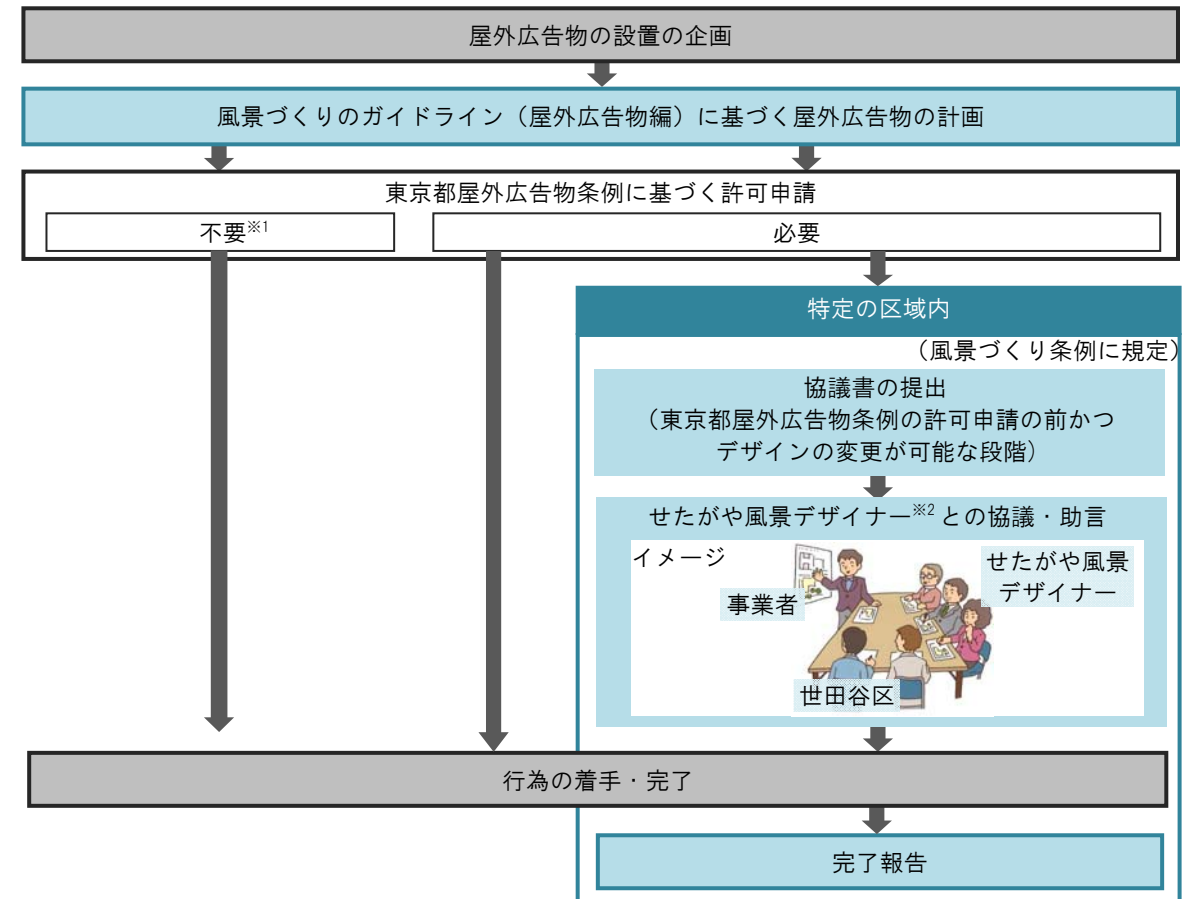 屋外広告物の設置の企画
風景づくりのガイドライン（屋外広告物編）に基づく屋外広告物の計画
東京都屋外広告物条例に基づく許可申請
不要※1
必要
特定の区域内
（風景づくり条例に規定）
協議書の提出
（東京都屋外広告物条例の許可申請の前かつ
デザインの変更が可能な段階）
せたがや風景デザイナー※2との協議・助言
イメージ
せたがや風景
デザイナー
事業者
世田谷区
行為の着手・完了
完了報告